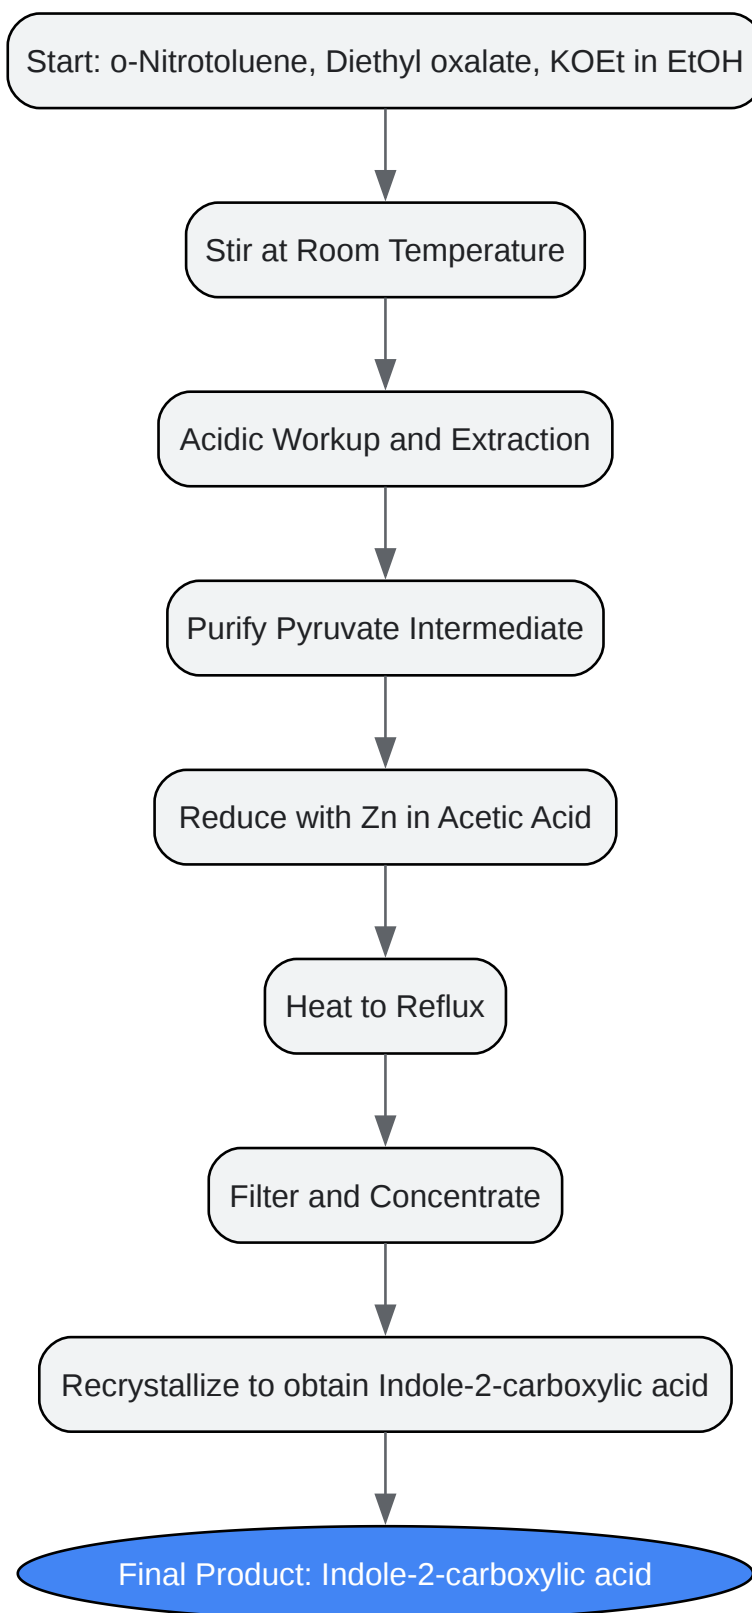 Start: o-Nitrotoluene, Diethyl oxalate, KOEt in EtOH
Stir at Room Temperature
Acidic Workup and Extraction
Purify Pyruvate Intermediate
Reduce with Zn in Acetic Acid
Heat to Reflux
Filter and Concentrate
Recrystallize to obtain Indole-2-carboxylic acid
Final Product: Indole-2-carboxylic acid